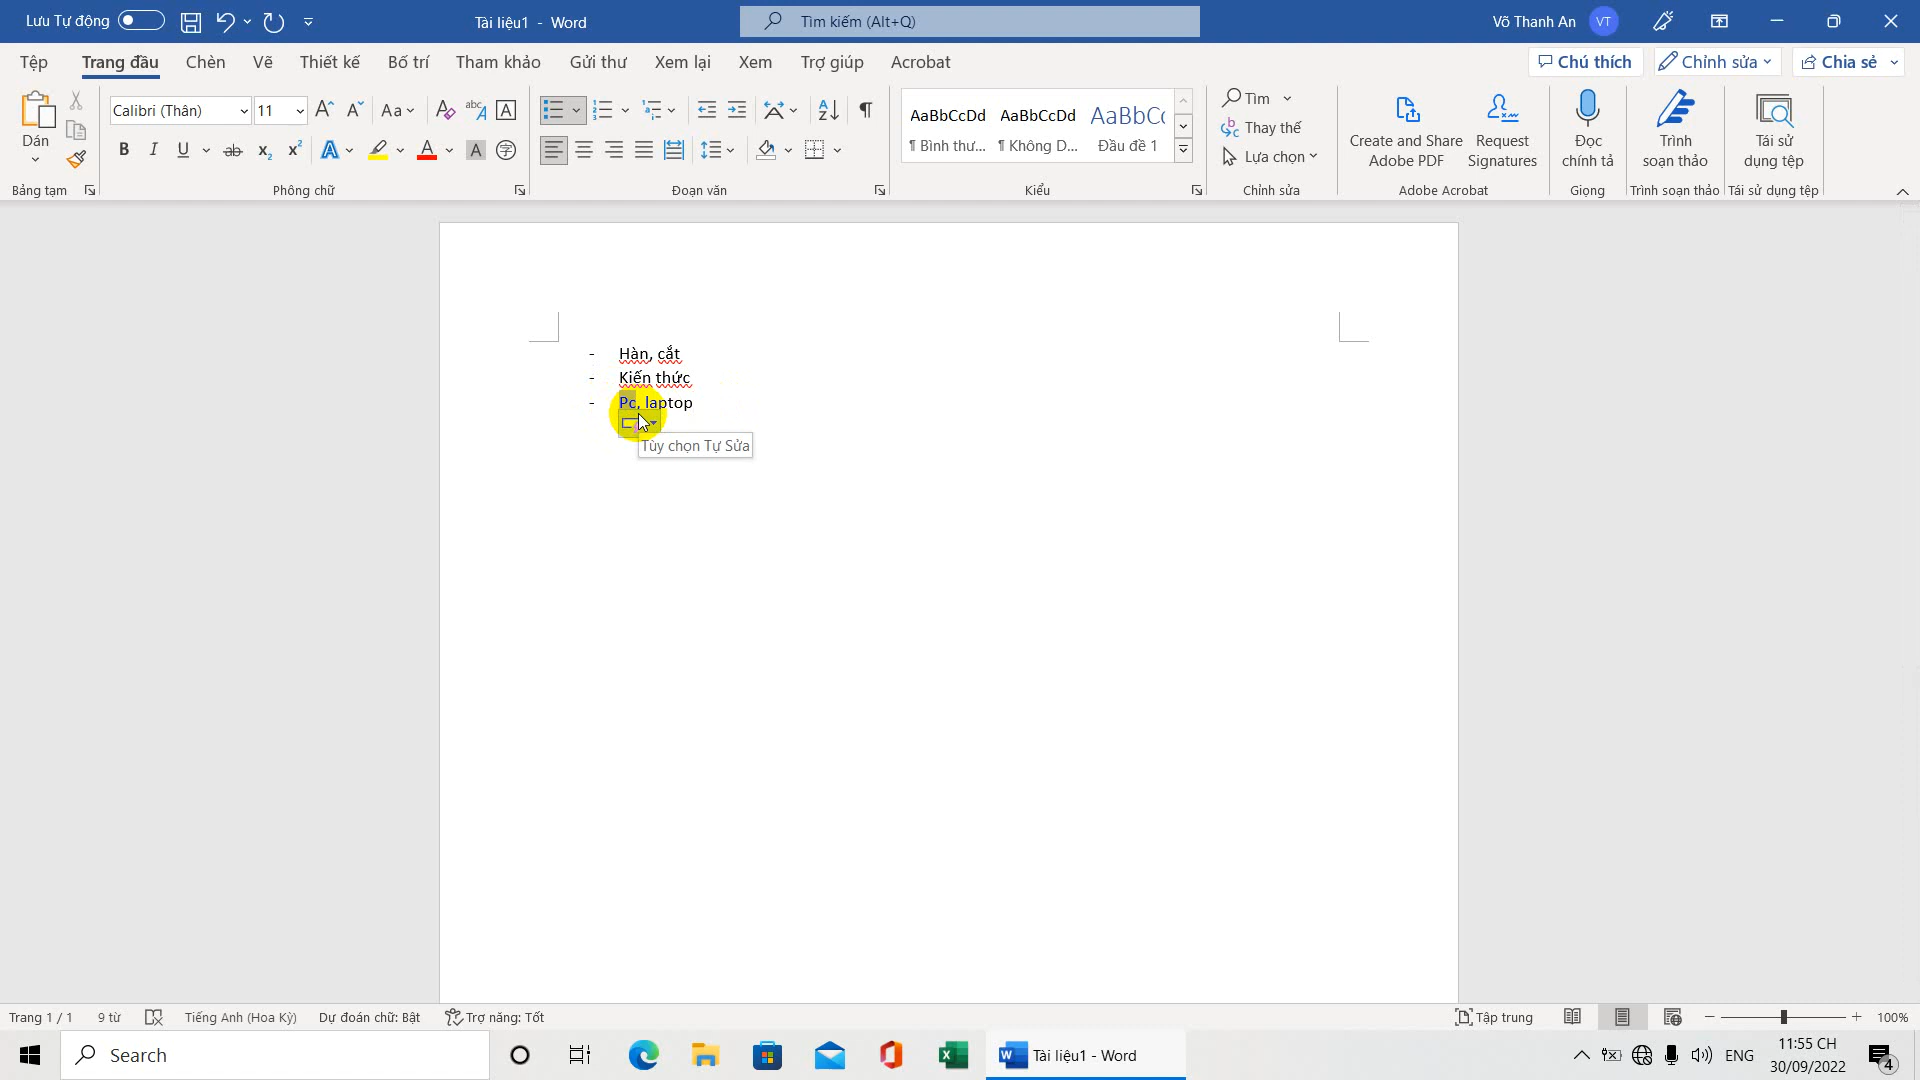 Lưu Tự động
Tài liệu1 - Word
Tìm kiếm (Alt+Q)
Võ Thanh An
VT
Tệp
Trang đầu
Chèn
Vẽ
Thiết kế
Bố trí
Tham khảo
Gửi thư
Xem lại
Xem
Trợ giúp
Acrobat
Chú thích
Chỉnh sửa
Chia sẻ
Dán
Bảng tạm
Calibri (Thân)
11
Phông chữ
Đoạn văn
AaBbCcDd
¶ Bình thư...
AaBbCcDd
¶ Không D...
AaBbCc
Đầu đề 1
Kiểu
Tìm
Thay thế
Lựa chọn
Chỉnh sửa
Create and Share
Adobe PDF
Request
Signatures
Adobe Acrobat
Đọc
chính tả
Giọng
Trình
soạn thảo
Trình soạn thảo
Tái sử
dụng tệp
Tái sử dụng tệp
- Hàn, cắt
- Kiến thức
- Pc, laptop
Tùy chọn Tự Sửa
Trang 1 / 1
9 từ
Tiếng Anh (Hoa Kỳ)
Dự đoán chữ: Bật
Trợ năng: Tốt
Tập trung
100%
Search
Tài liệu1 - Word
ENG
11:55 CH
30/09/2022
4